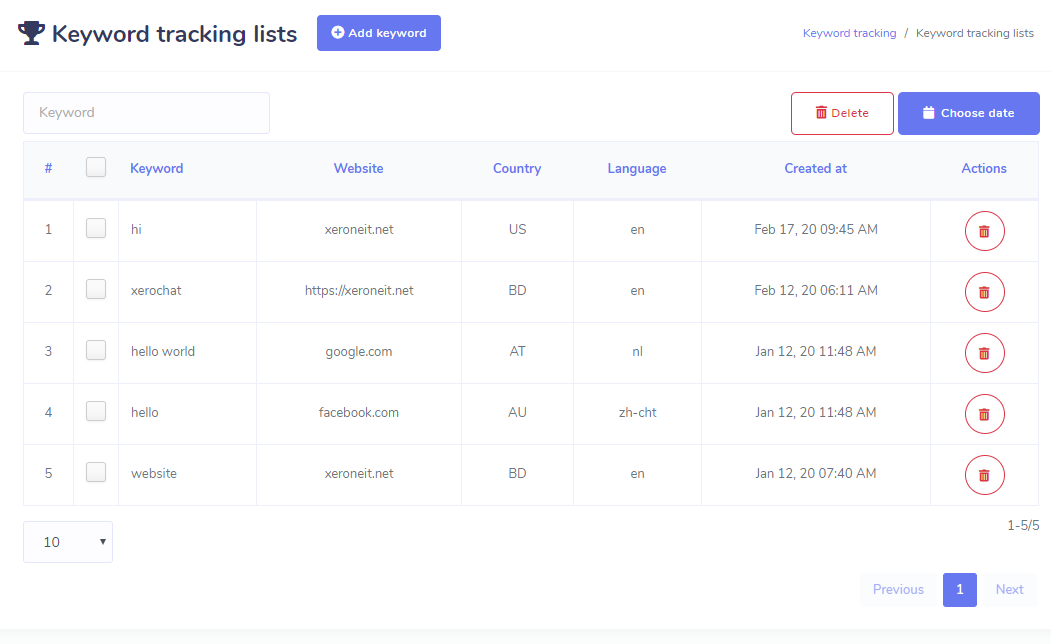 Keyword tracking lists Add keyword Keyword tracking / Keyword tracking lists
Keyword Delete Choose date
# Keyword Website Country Language Created at Actions
1 hi xeroneit.net US en Feb 17, 20 09:45 AM
2 xerochat https://xeroneit.net BD en Feb 12, 20 06:11 AM
3 hello world google.com AT nl Jan 12, 20 11:48 AM
4 hello facebook.com AU zh-cht Jan 12, 20 11:48 AM
5 website xeroneit.net BD en Jan 12, 20 07:40 AM
1-5/5
10
Previous 1 Next